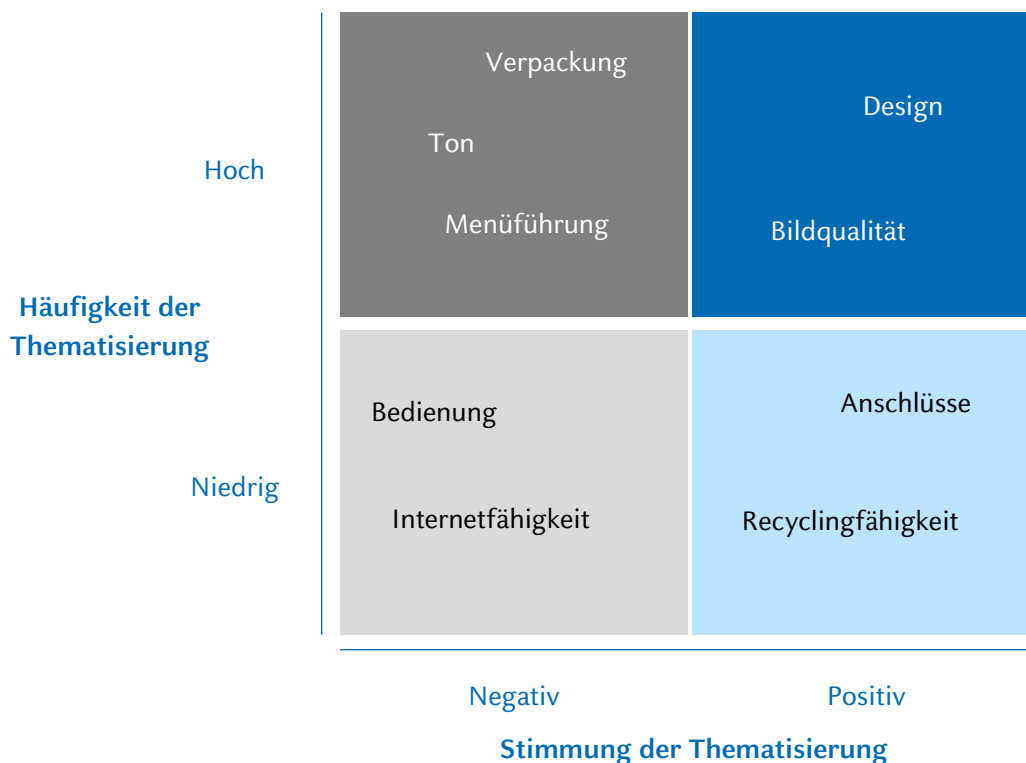 Verpackung
Design
Ton
Hoch
Menüführung
Bildqualität
Häufigkeit der
Thematisierung
Anschlüsse
Bedienung
Niedrig
Internetfähigkeit
Recyclingfähigkeit
Negativ
Positiv
Stimmung der Thematisierung